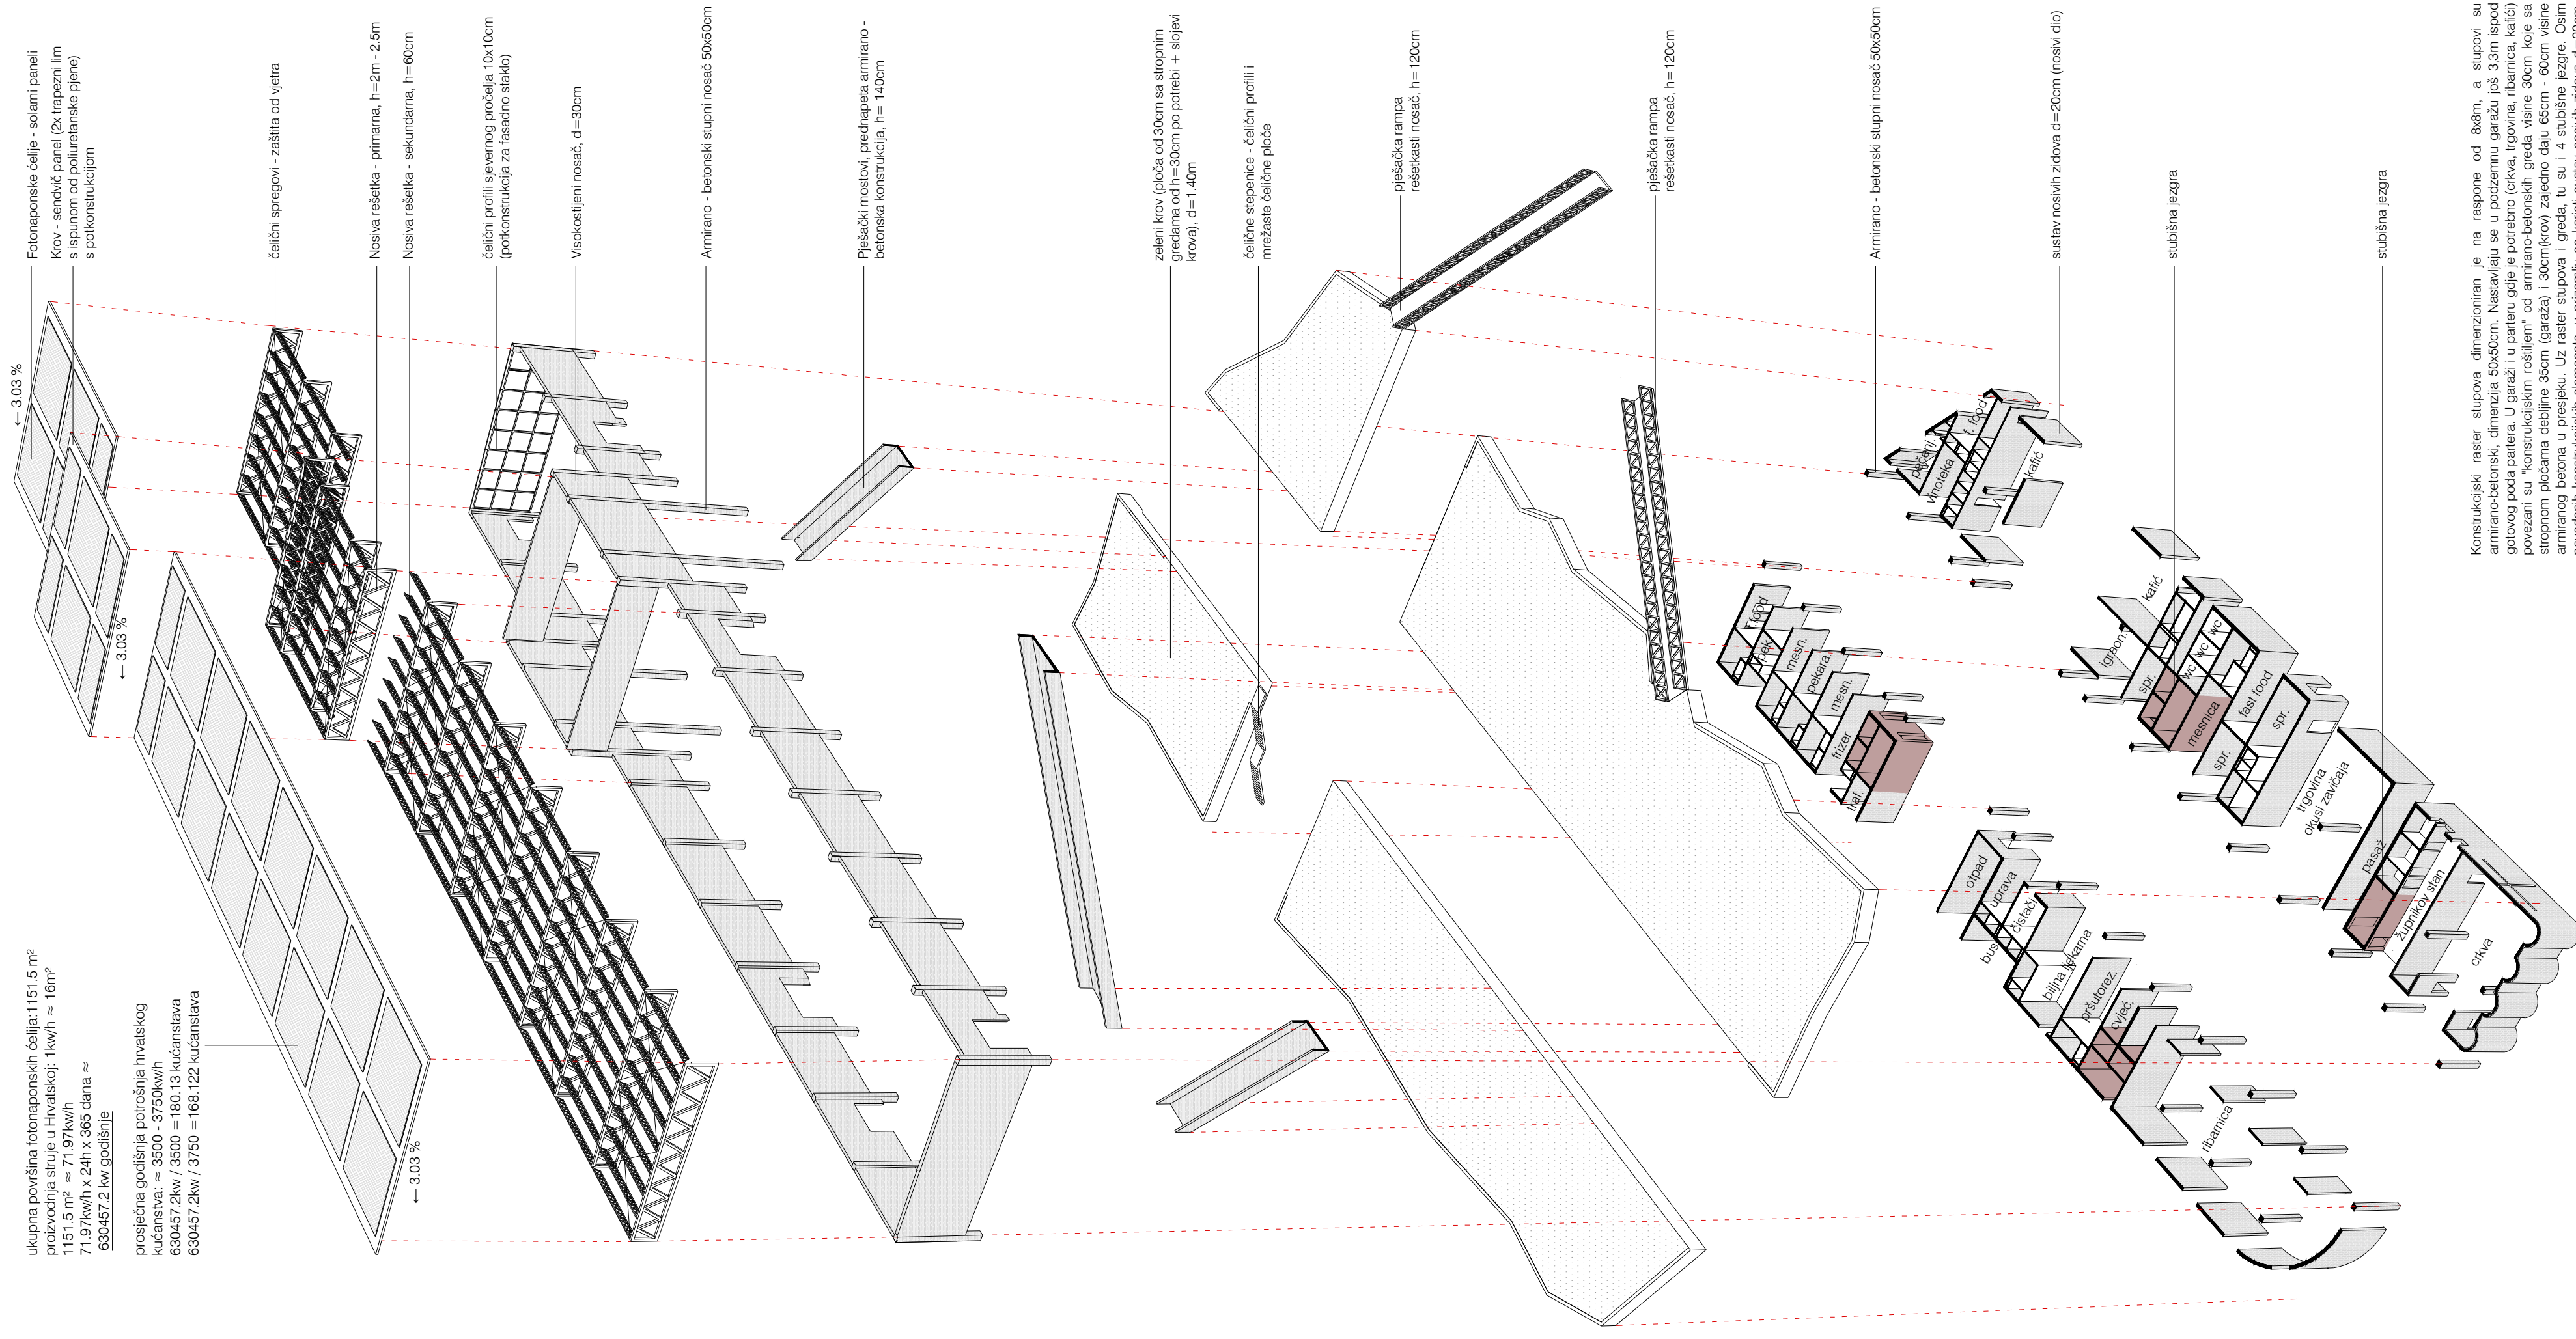 Fotonaponske ćelije - solarni paneli
Krov - sendvič panel (2x trapezni lim
s ispunom od poliuretanske pjene)
s potkonstrukcijom
čelični spregovi - zaštita od vjetra
Nosiva rešetka - primarna, h=2m - 2.5m
Nosiva rešetka - sekundarna, h=60cm
čelični profili sjevernog pročelja 10x10cm
(potkonstrukcija za fasadno staklo)
Visokostijeni nosač, d=30cm
Armirano - betonski stupni nosač 50x50cm
Pješački mostovi, prednapeta armirano -
betonska konstrukcija, h= 140cm
zeleni krov (ploča od 30cm sa stropnim
gredama od h=30cm po potrebi + slojevi
krova), d=1.40m
čelične stepenice - čelični profili i
mrežaste čelične ploče
pješačka rampa
rešetkasti nosač, h=120cm
pješačka rampa
rešetkasti nosač, h=120cm
Armirano - betonski stupni nosač 50x50cm
sustav nosivih zidova d=20cm (nosivi dio)
stubišna jezgra
stubišna jezgra
← 3.03 %
← 3.03 %
← 3.03 %
ukupna površina fotonaponskih ćelija:1151.5 m²
proizvodnja struje u Hrvatskoj: 1kw/h ≈ 16m²
1151.5 m² ≈ 71.97kw/h
71.97kw/h x 24h x 365 dana ≈
630457.2 kw godišnje
prosječna godišnja potrošnja hrvatskog
kućanstva: ≈ 3500 - 3750kw/h
630457.2kw / 3500 =180.13 kućanstava
630457.2kw / 3750 =168.122 kućanstava
pečenj.
f. food
vinoteka
kafić
f.food
pek.
mesn.
pekara.
mesn.
frizer
traf.
igraon.
kafić
spr.
wc
wc
wc
mesnica
fast food
spr.
spr.
trgovina
okusi zavičaja
otpad
uprava
bus
čistači
biljna ljekarna
pršutorez.
cvjeć.
ribarnica
pasaž
župnikov stan
crkva
Konstrukcijski raster stupova dimenzioniran je na raspone od 8x8m, a stupovi su
armirano-betonski, dimenzija 50x50cm. Nastavljaju se u podzemnu garažu još 3,3m ispod
gotovog poda partera. U garaži i u parteru gdje je potrebno (crkva, trgovina, ribarnica, kafići)
povezani su "konstrukcijskim roštiljem" od armirano-betonskih greda visine 30cm koje sa
stropnom pločama debljine 35cm (garaža) i 30cm(krov) zajedno daju 65cm - 60cm visine
armiranog betona u presjeku. Uz raster stupova i greda, tu su i 4 stubišne jezgre. Osim